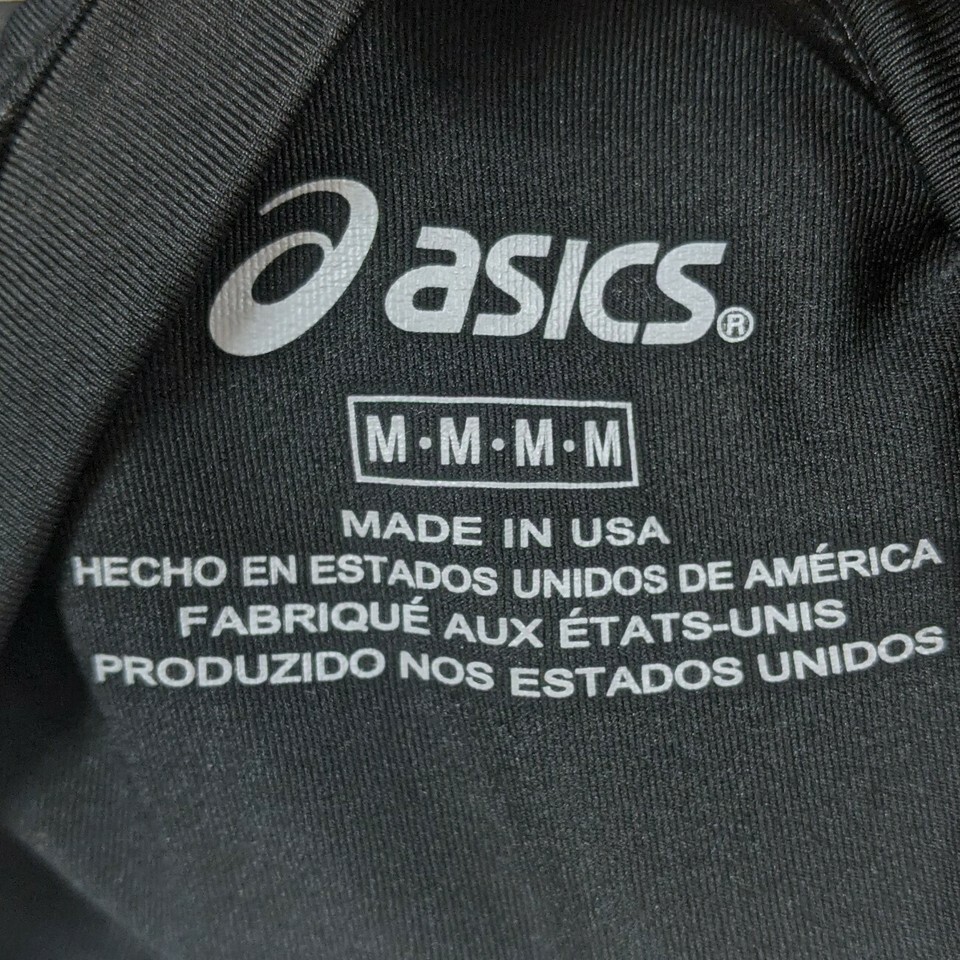 asics®
M·M·M·M
MADE IN USA
HECHO EN ESTADOS UNIDOS DE AMÉRICA
FABRIQUÉ AUX ÉTATS-UNIS
PRODUZIDO NOS ESTADOS UNIDOS